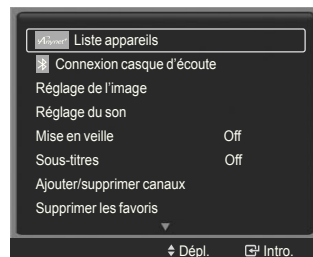 Anynet+ Liste appareils
Connexion casque d'écoute
Réglage de l'image
Réglage du son
Mise en veille Off
Sous-titres Off
Ajouter/supprimer canaux
Supprimer les favoris
Dépl. Intro.